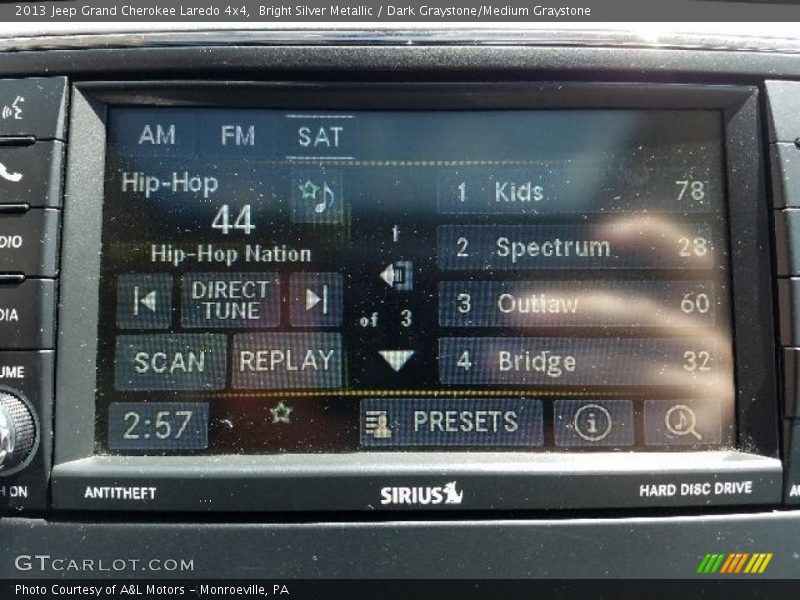 2013 Jeep Grand Cherokee Laredo 4x4, Bright Silver Metallic / Dark Graystone/Medium Graystone
AM FM SAT
Hip-Hop
44
Hip-Hop Nation
DIRECT
TUNE
SCAN REPLAY
2:57
1
of 3
1 Kids 78
2 Spectrum 28
3 Outlaw 60
4 Bridge 32
PRESETS
DIO
DIA
UME
H ON
ANTITHEFT
SIRIUS
HARD DISC DRIVE
GTCARLOT.COM
Photo Courtesy of A&L Motors - Monroeville, PA